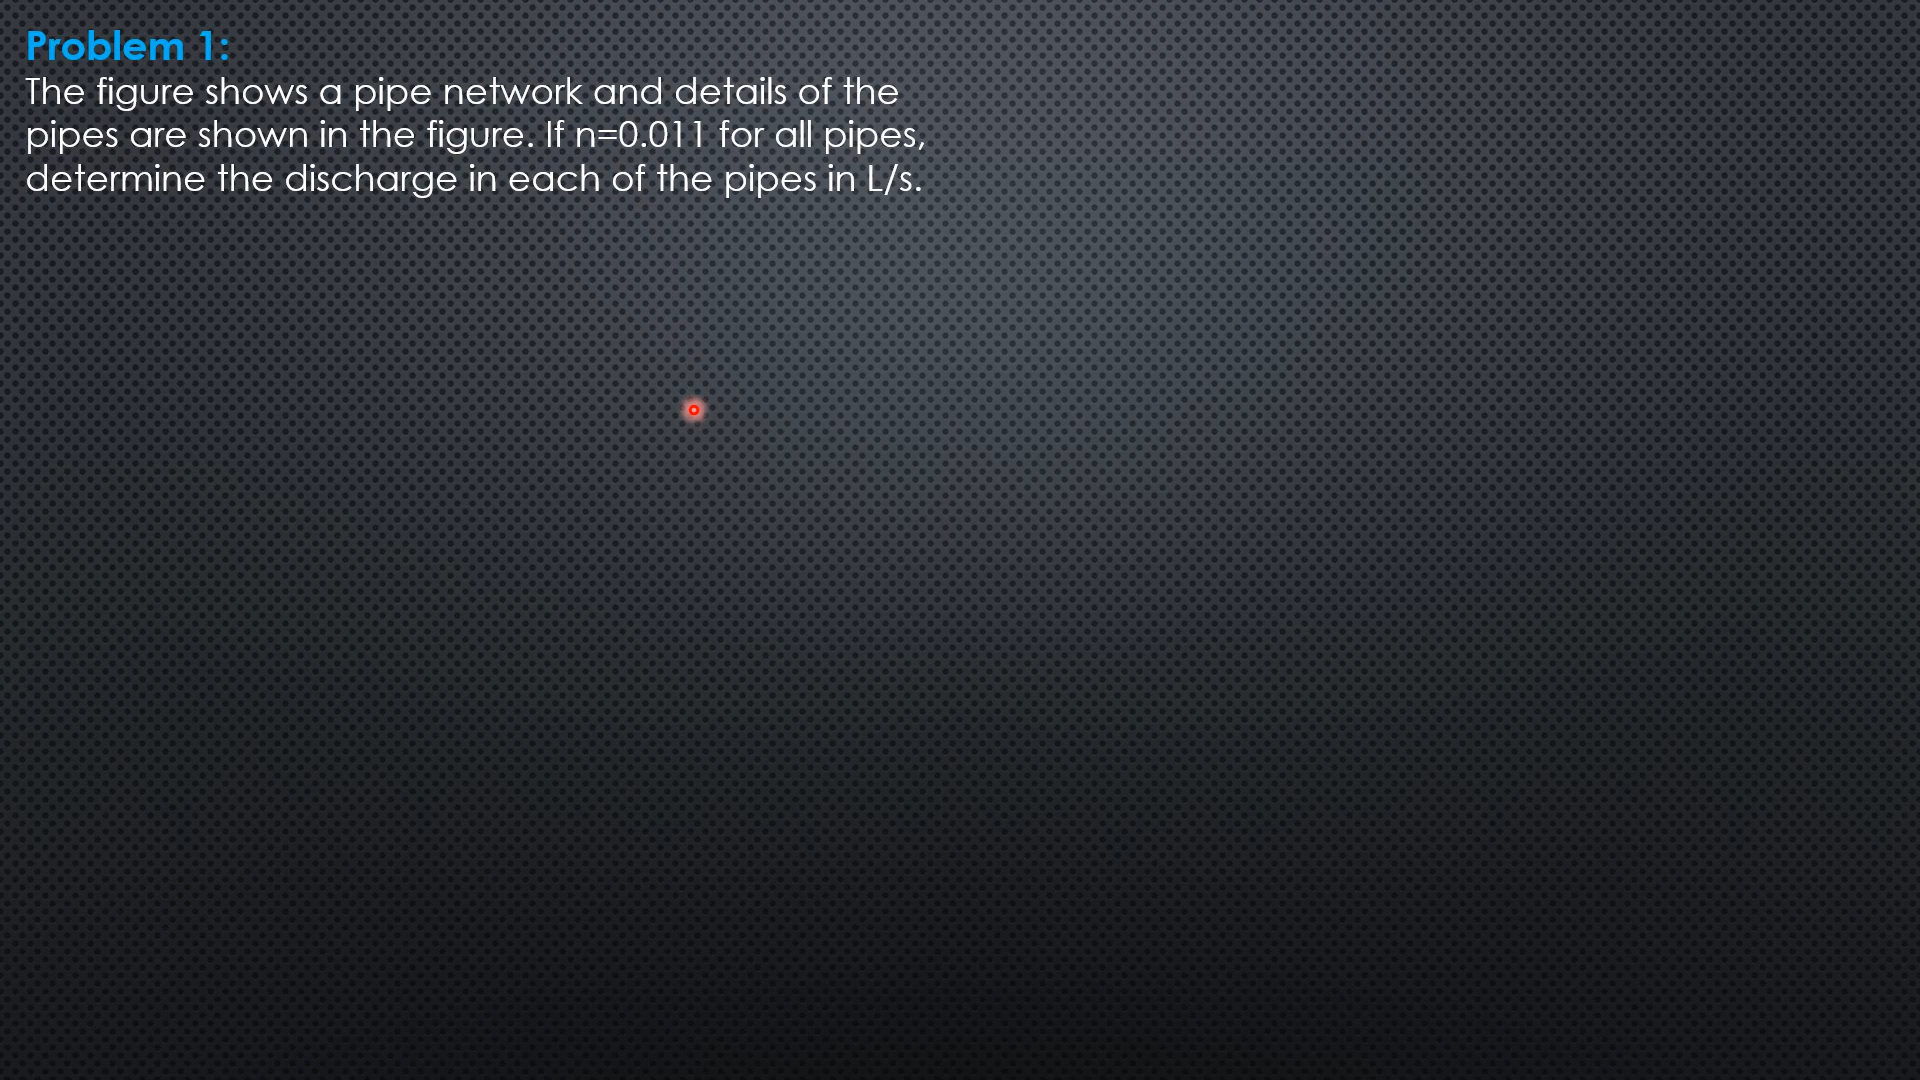 Problem 1:
The figure shows a pipe network and details of the
pipes are shown in the figure. If n=0.011 for all pipes,
determine the discharge in each of the pipes in L/s.